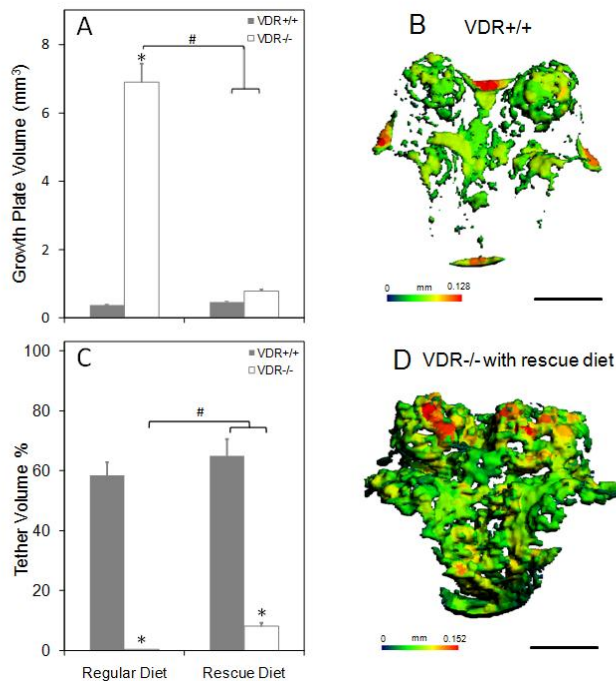 A
VDR+/+
VDR-/-
#
*
Growth Plate Volume (mm³)
8
6
4
2
0
B VDR+/+
0 mm 0.128
C
VDR+/+
VDR-/-
#
*
*
Tether Volume %
100
80
60
40
20
0
Regular Diet Rescue Diet
D VDR-/- with rescue diet
0 mm 0.152